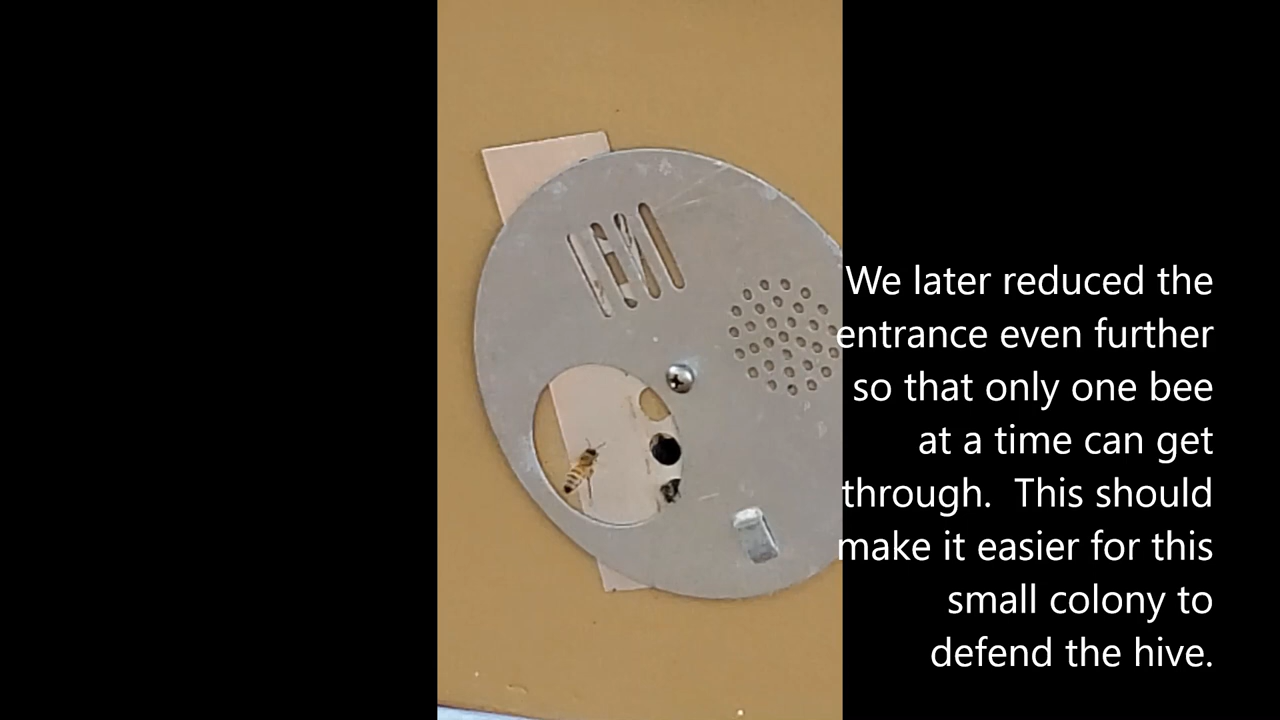 We later reduced the
entrance even further
so that only one bee
at a time can get
through.  This should
make it easier for this
small colony to
defend the hive.